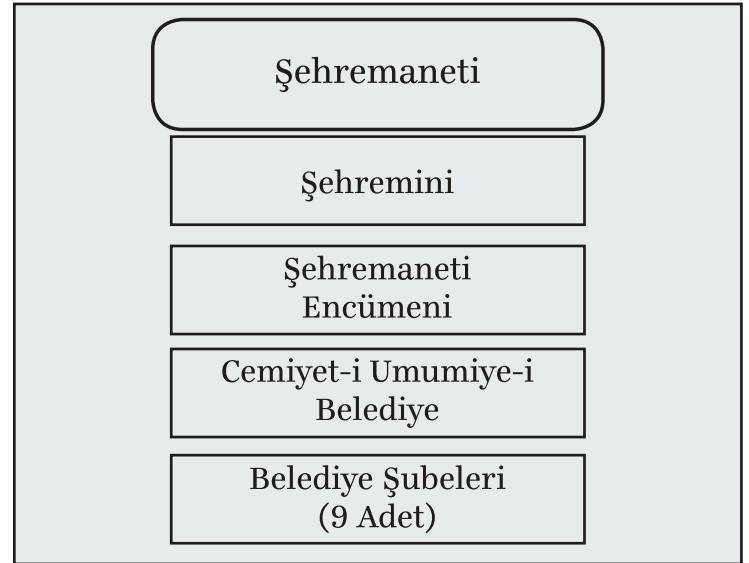 Şehremaneti
Şehremini
Şehremaneti
Encümeni
Cemiyet-i Umumiye-i
Belediye
Belediye Şubeleri
(9 Adet)